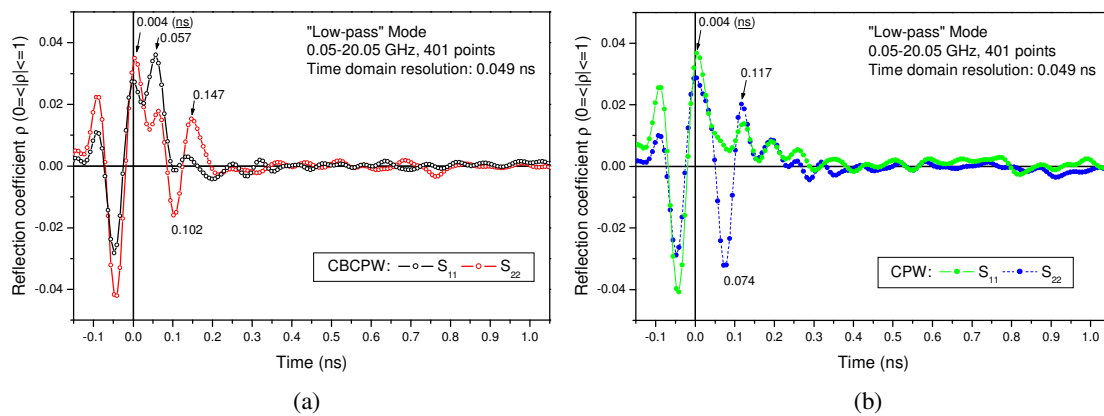 0.004 (ns)
0.057
"Low-pass" Mode
0.05-20.05 GHz, 401 points
Time domain resolution: 0.049 ns
0.147
0.102
CBCPW: S11 S22
0.04
0.02
0.00
-0.02
-0.04
Reflection coefficient ρ (0=<|ρ|<=1)
-0.1 0.0 0.1 0.2 0.3 0.4 0.5 0.6 0.7 0.8 0.9 1.0
Time (ns)
(a)
0.004 (ns)
"Low-pass" Mode
0.05-20.05 GHz, 401 points
Time domain resolution: 0.049 ns
0.117
0.074
CPW: S11 S22
0.04
0.02
0.00
-0.02
-0.04
Reflection coefficient ρ (0=<|ρ|<=1)
-0.1 0.0 0.1 0.2 0.3 0.4 0.5 0.6 0.7 0.8 0.9 1.0
Time (ns)
(b)